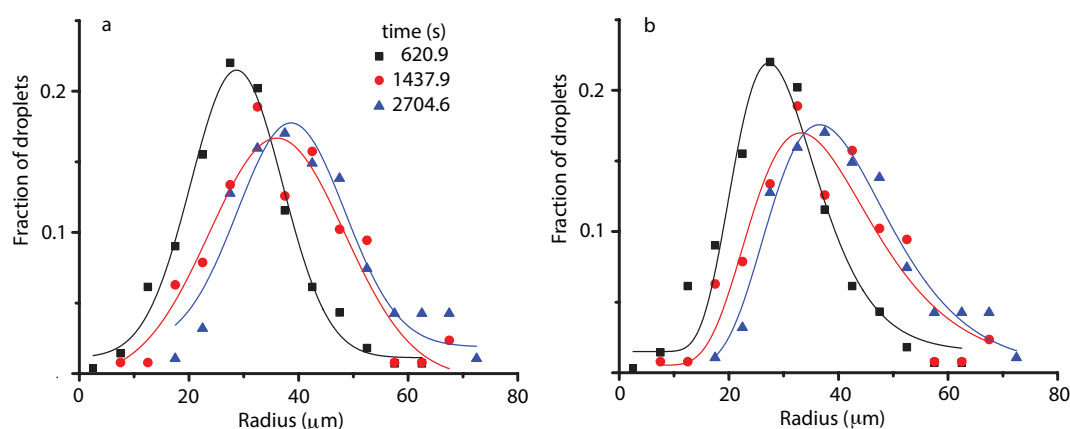 a
time (s)
620.9
1437.9
2704.6
Fraction of droplets
0.2
0.1
0 20 40 60 80
Radius (μm)
b
Fraction of droplets
0.2
0.1
0 20 40 60 80
Radius (μm)